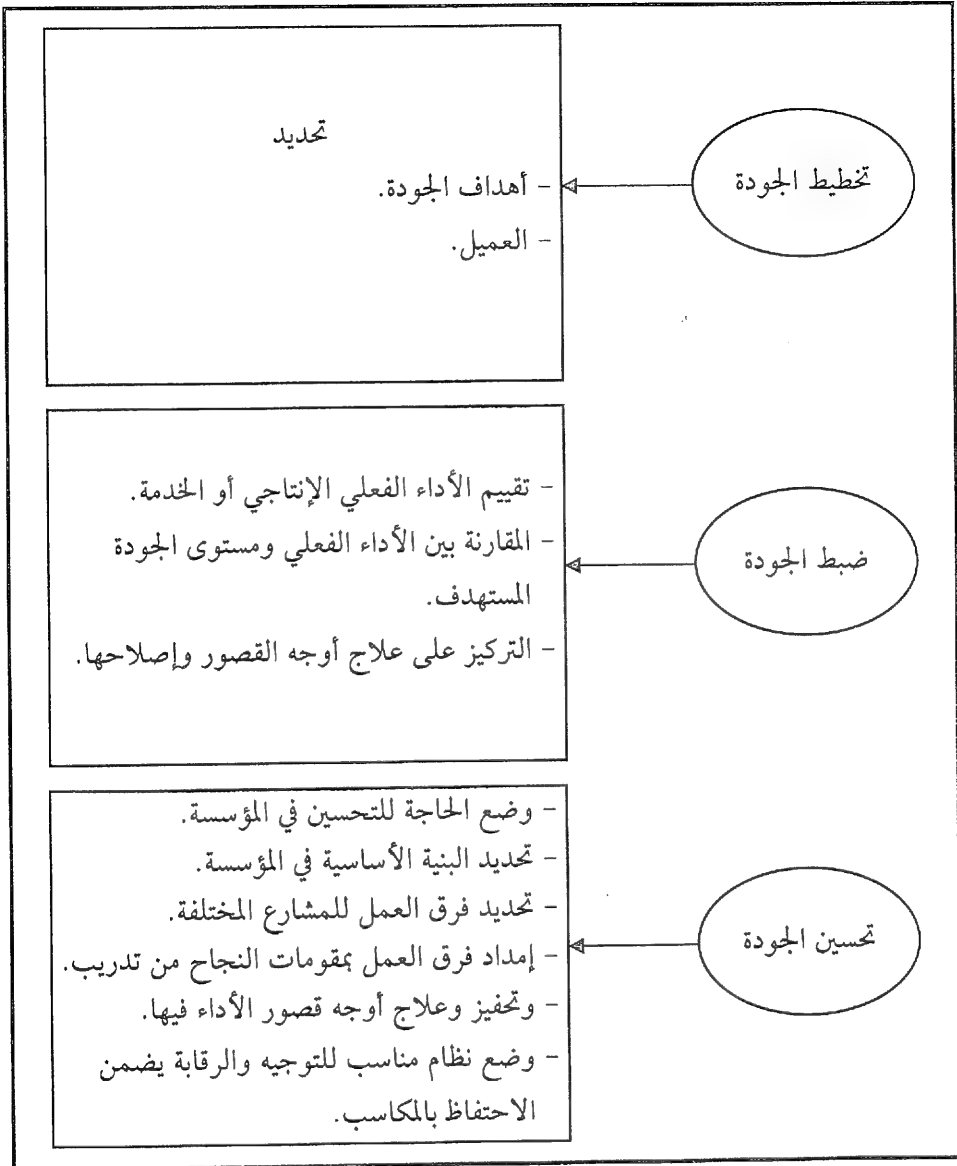 تخطيط الجودة
تحديد
- أهداف الجودة.
- العميل.
ضبط الجودة
- تقييم الأداء الفعلي الإنتاجي أو الخدمة.
- المقارنة بين الأداء الفعلي ومستوى الجودة
المستهدف.
- التركيز على علاج أوجه القصور وإصلاحها.
تحسين الجودة
- وضع الحاجة للتحسين في المؤسسة.
- تحديد البنية الأساسية في المؤسسة.
- تحديد فرق العمل للمشارع المختلفة.
- إمداد فرق العمل بمقومات النجاح من تدريب.
- وتحفيز وعلاج أوجه قصور الأداء فيها.
- وضع نظام مناسب للتوجيه والرقابة يضمن
الاحتفاظ بالمكاسب.